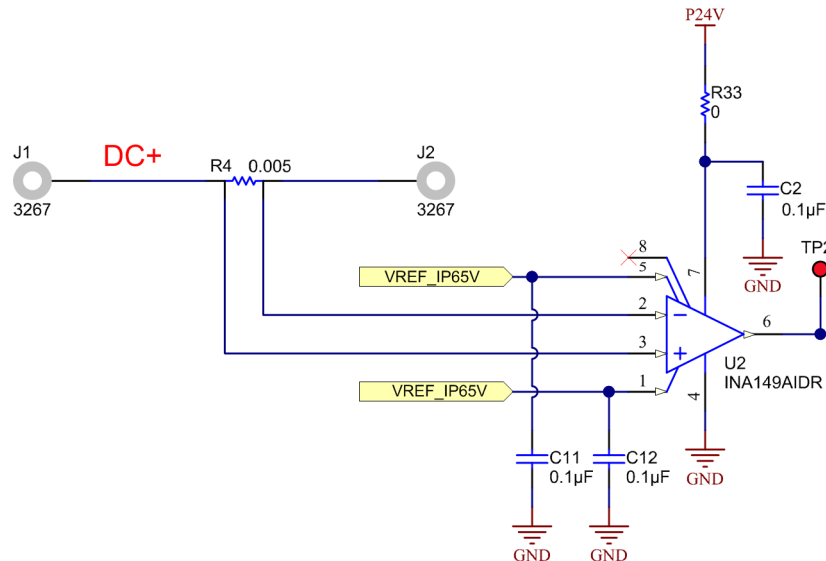 P24V
R33
0
J1
DC+
R4 0.005
J2
3267
3267
C2
0.1µF
TP2
GND
8
VREF_IP65V
5
7
2
6
3
U2
INA149AIDR
VREF_IP65V
1
4
C11
0.1µF
C12
0.1µF
GND
GND
GND